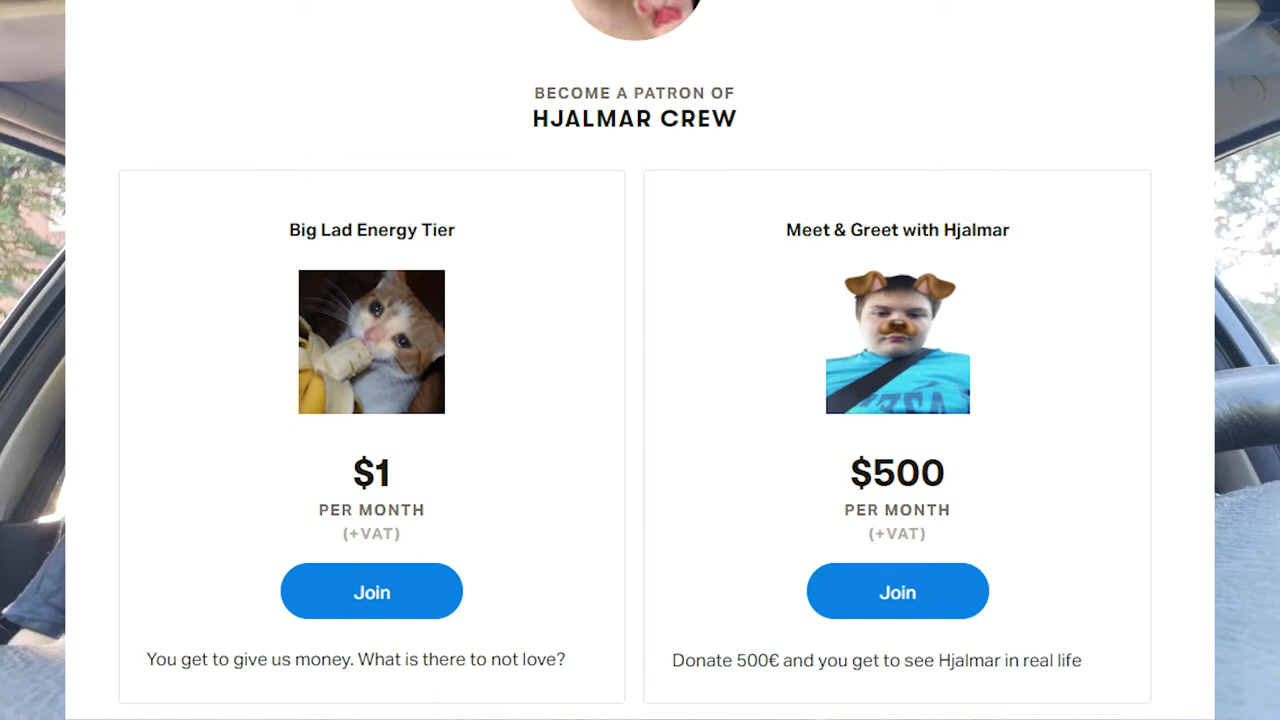 BECOME A PATRON OF
HJALMAR CREW
Big Lad Energy Tier
$1
PER MONTH
(+VAT)
Join
You get to give us money. What is there to not love?
Meet & Greet with Hjalmar
$500
PER MONTH
(+VAT)
Join
Donate 500€ and you get to see Hjalmar in real life